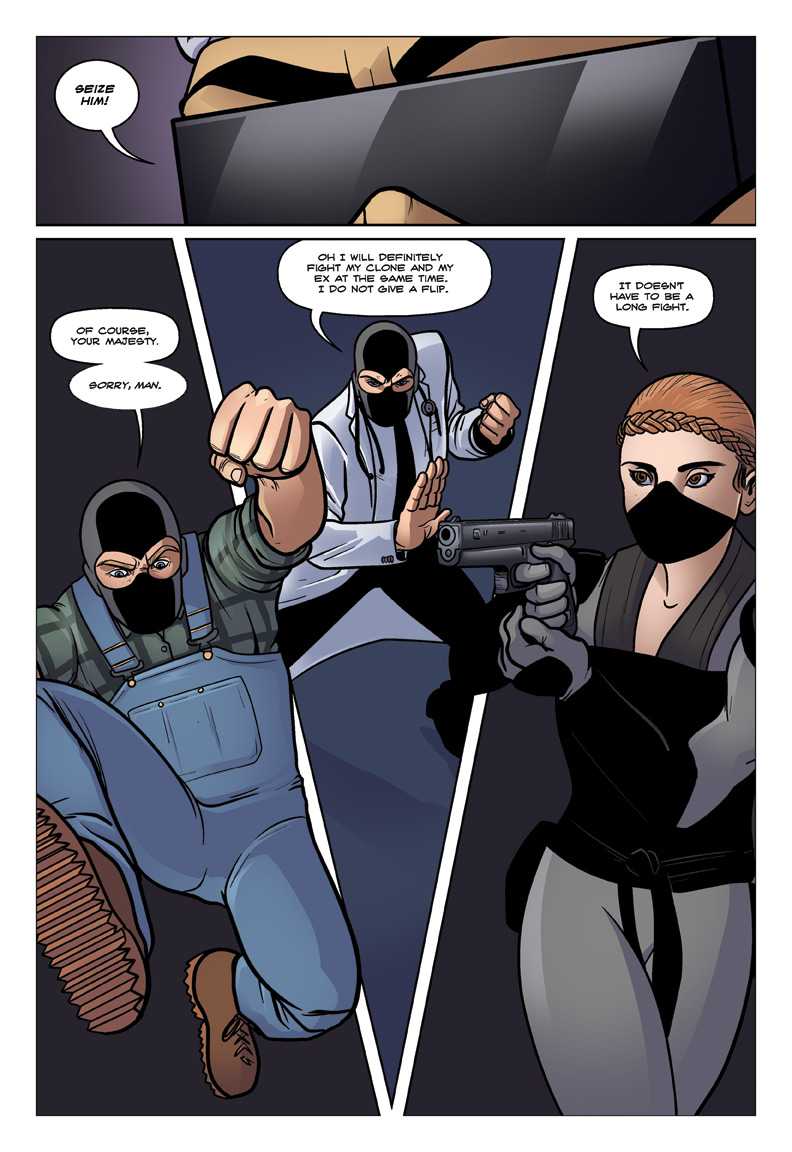 SEIZE
HIM!
OF COURSE,
YOUR MAJESTY.
SORRY, MAN.
OH I WILL DEFINITELY
FIGHT MY CLONE AND MY
EX AT THE SAME TIME.
I DO NOT GIVE A FLIP.
IT DOESN'T
HAVE TO BE A
LONG FIGHT.